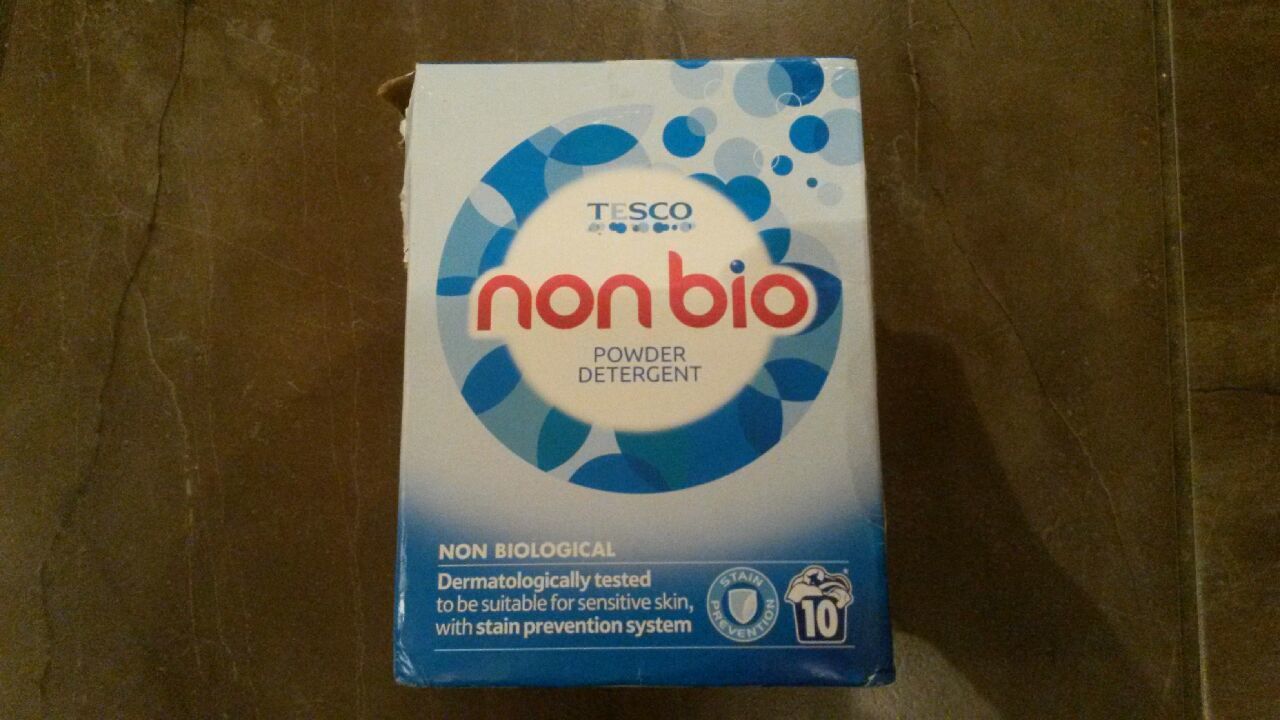 TESCO
non bio
POWDER
DETERGENT
NON BIOLOGICAL
Dermatologically tested
to be suitable for sensitive skin,
with stain prevention system
STAIN
PREVENTION
10*